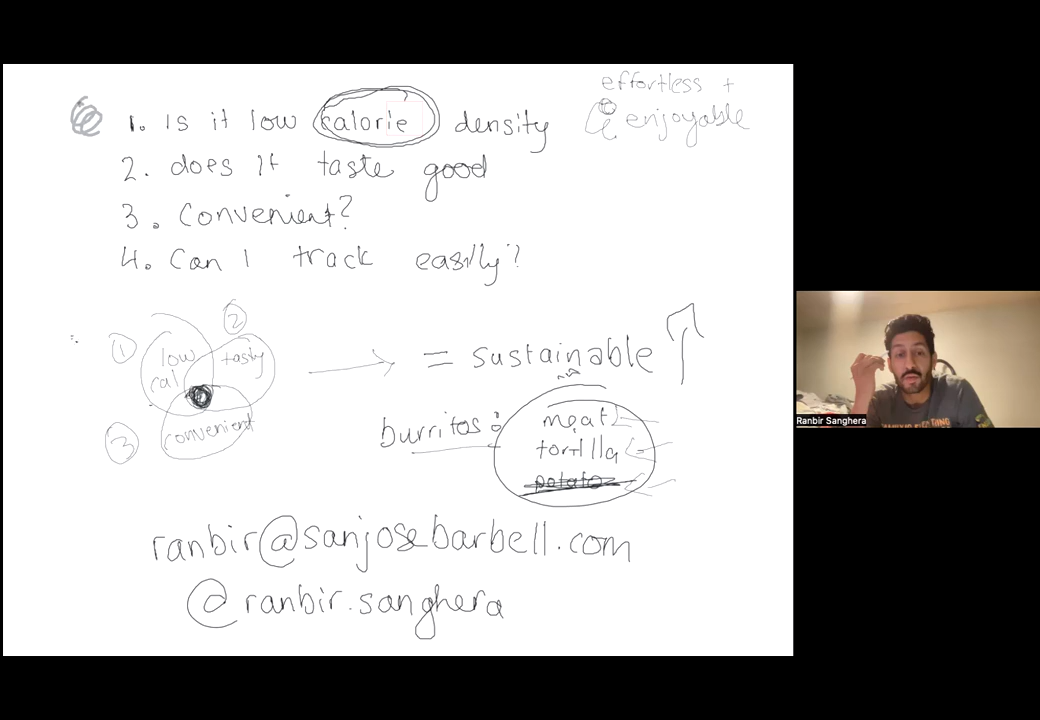 effortless +
1. Is it low calorie density
enjoyable
2. does it taste good
3. Convenient?
4. Can I track easily?
1
2
low
cal
tasty
= sustainable
3
convenient
burritos:
meat
tortilla
potato
ranbir@sanjosebarbell.com
@ranbir.sanghera
Ranbir Sanghera